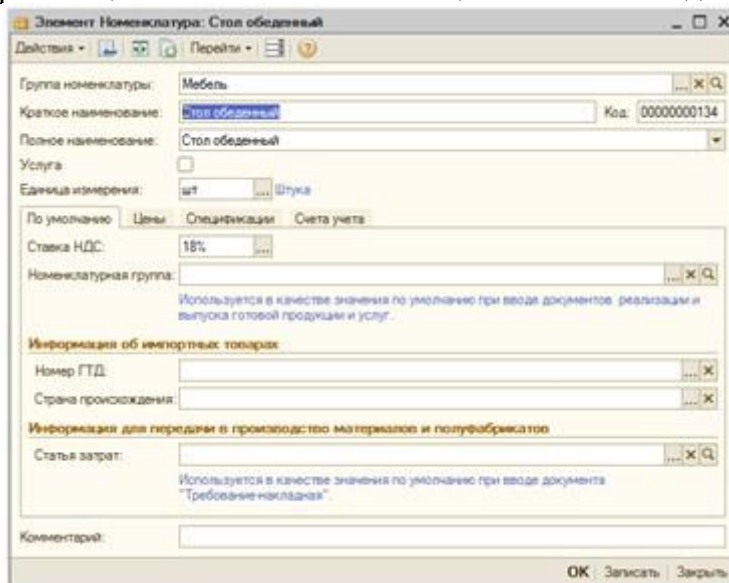 Элемент Номенклатура: Стол обеденный
Действия Перейти
Группа номенклатуры: Мебель
Краткое наименование: Стол обеденный Код: 00000000134
Полное наименование: Стол обеденный
Услуга
Единица измерения: шт Штука
По умолчанию Цены Спецификации Счета учета
Ставка НДС: 18%
Номенклатурная группа:
Используется в качестве значения по умолчанию при вводе документов реализации и
выпуска готовой продукции и услуг.
Информация об импортных товарах
Номер ГТД:
Страна происхождения:
Информация для передачи в производство материалов и полуфабрикатов
Статья затрат:
Используется в качестве значения по умолчанию при вводе документа
"Требование-накладная".
Комментарий:
OK Записать Закрыть